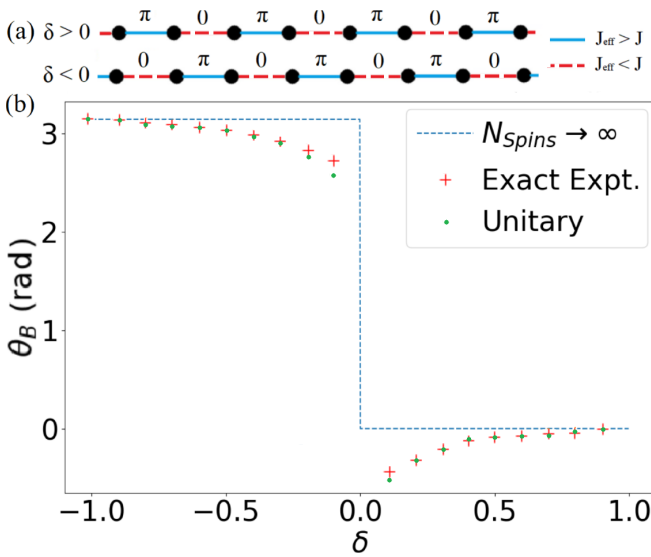 (a) δ > 0 π 0 π 0 π 0 π J_eff > J
δ < 0 0 π 0 π 0 π 0 J_eff < J
(b)
N_Spins → ∞
Exact Expt.
Unitary
θ_B (rad)
3
2
1
0
−1.0 −0.5 0.0 0.5 1.0
δ